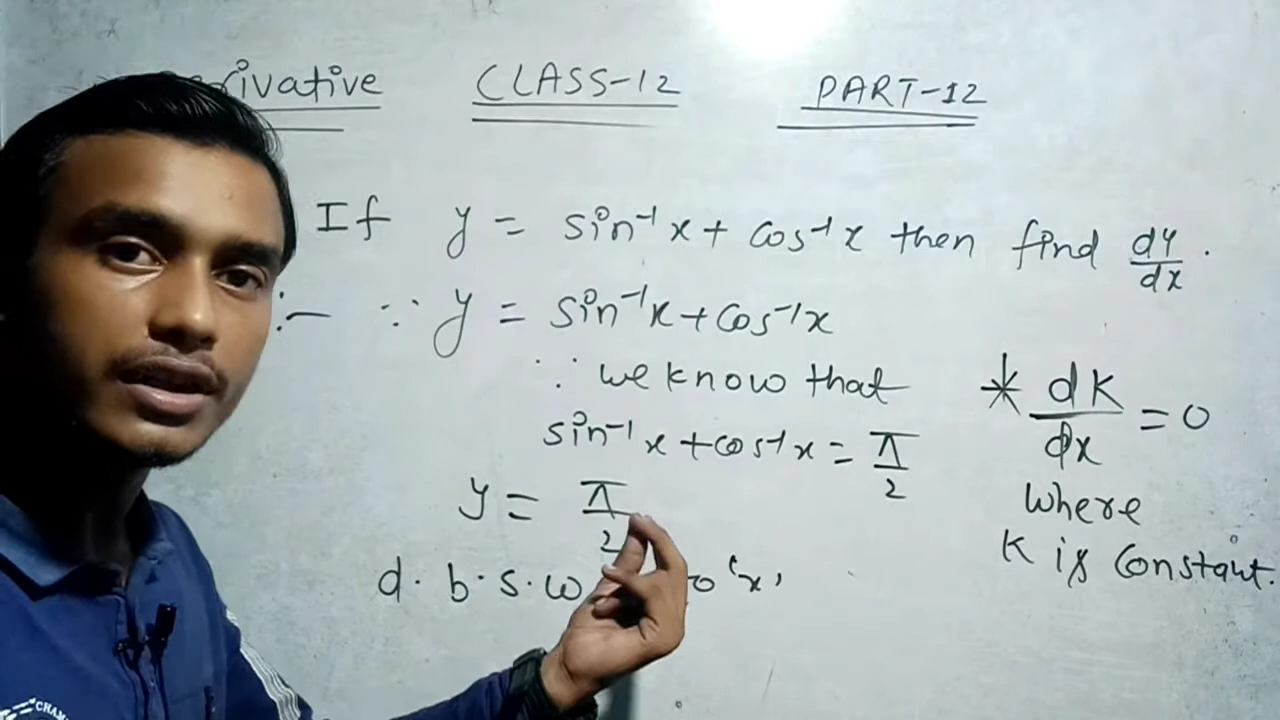 rivative CLASS-12 PART-12
If y = sin⁻¹x + cos⁻¹x then find dy/dx .
:- ∵ y = sin⁻¹x + cos⁻¹x
∵ we know that
sin⁻¹x + cos⁻¹x = π/2
y = π/2
d. b. s. w
'x'
* dK/dx = 0
where
K is constant.
CHAM